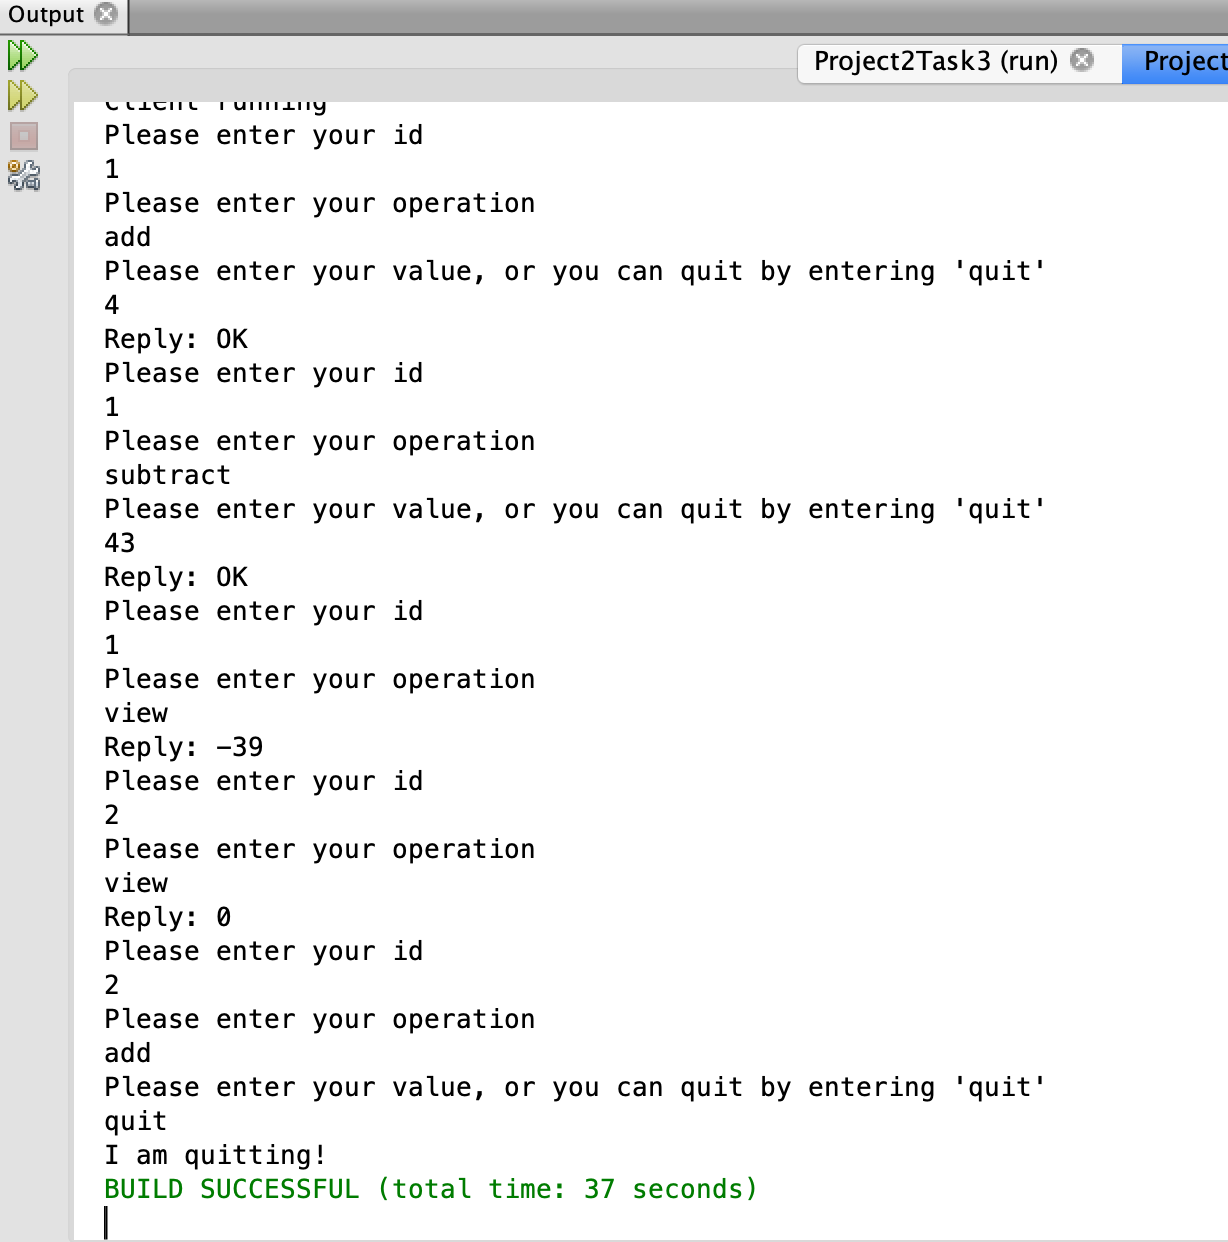 Output
Project2Task3 (run)
Project
Client running
Please enter your id
1
Please enter your operation
add
Please enter your value, or you can quit by entering 'quit'
4
Reply: OK
Please enter your id
1
Please enter your operation
subtract
Please enter your value, or you can quit by entering 'quit'
43
Reply: OK
Please enter your id
1
Please enter your operation
view
Reply: -39
Please enter your id
2
Please enter your operation
view
Reply: 0
Please enter your id
2
Please enter your operation
add
Please enter your value, or you can quit by entering 'quit'
quit
I am quitting!
BUILD SUCCESSFUL (total time: 37 seconds)